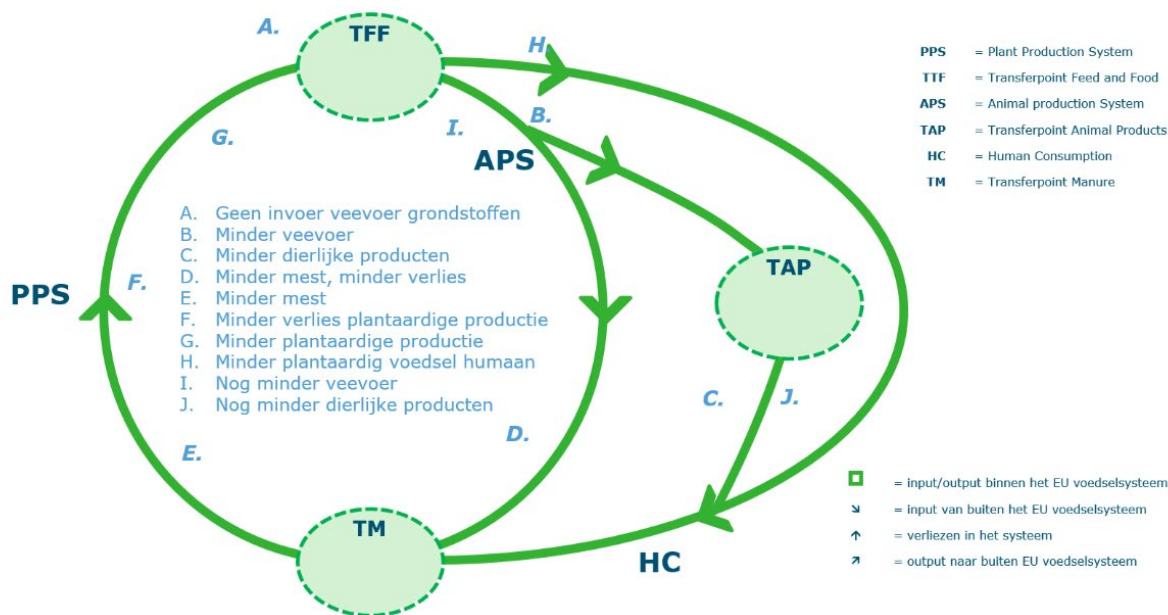 A.
TFF
H.
I.
B.
G.
APS
PPS = Plant Production System
TTF = Transferpoint Feed and Food
APS = Animal production System
TAP = Transferpoint Animal Products
HC = Human Consumption
TM = Transferpoint Manure
A. Geen invoer veevoer grondstoffen
B. Minder veevoer
C. Minder dierlijke producten
D. Minder mest, minder verlies
E. Minder mest
F. Minder verlies plantaardige productie
G. Minder plantaardige productie
H. Minder plantaardig voedsel humaan
I. Nog minder veevoer
J. Nog minder dierlijke producten
PPS
F.
TAP
C.
J.
E.
D.
TM
HC
= input/output binnen het EU voedselsysteem
= input van buiten het EU voedselsysteem
= verliezen in het systeem
= output naar buiten EU voedselsysteem